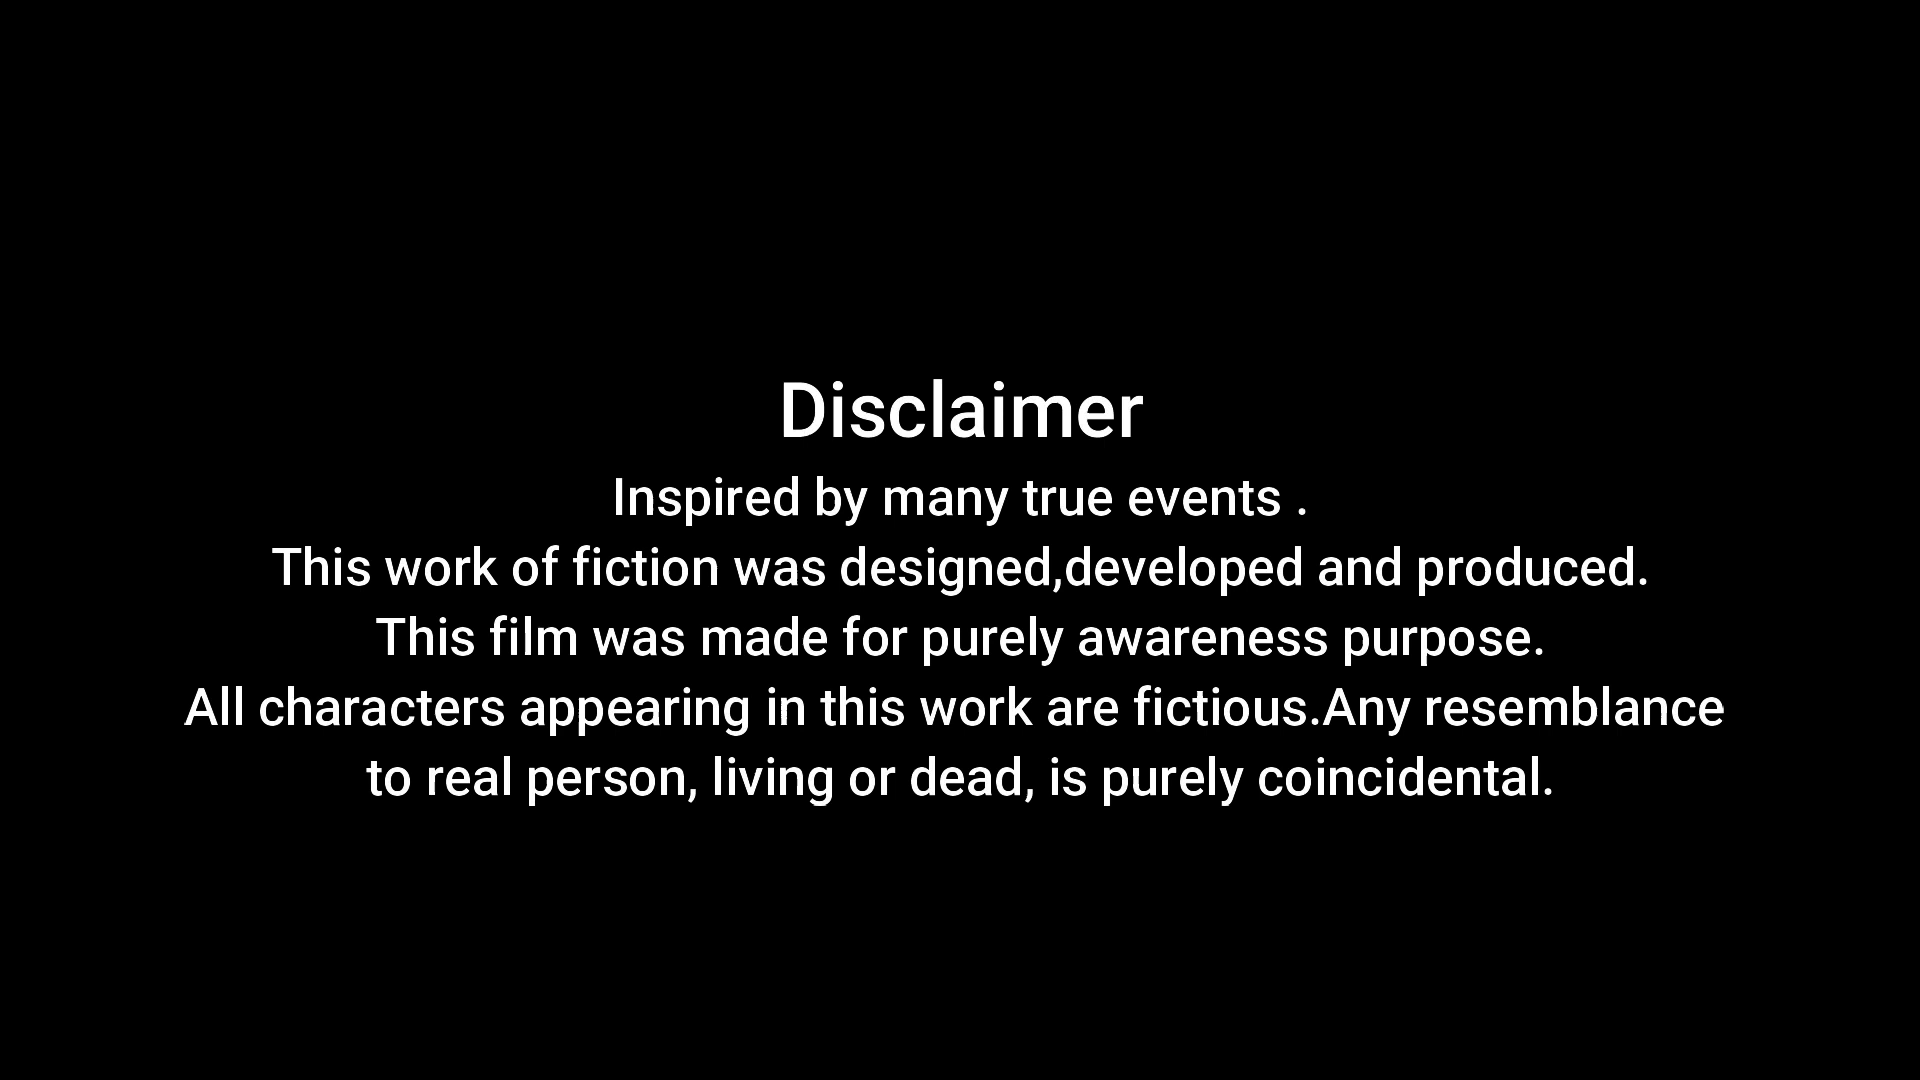 Disclaimer
Inspired by many true events .
This work of fiction was designed,developed and produced.
This film was made for purely awareness purpose.
All characters appearing in this work are fictious.Any resemblance
to real person, living or dead, is purely coincidental.